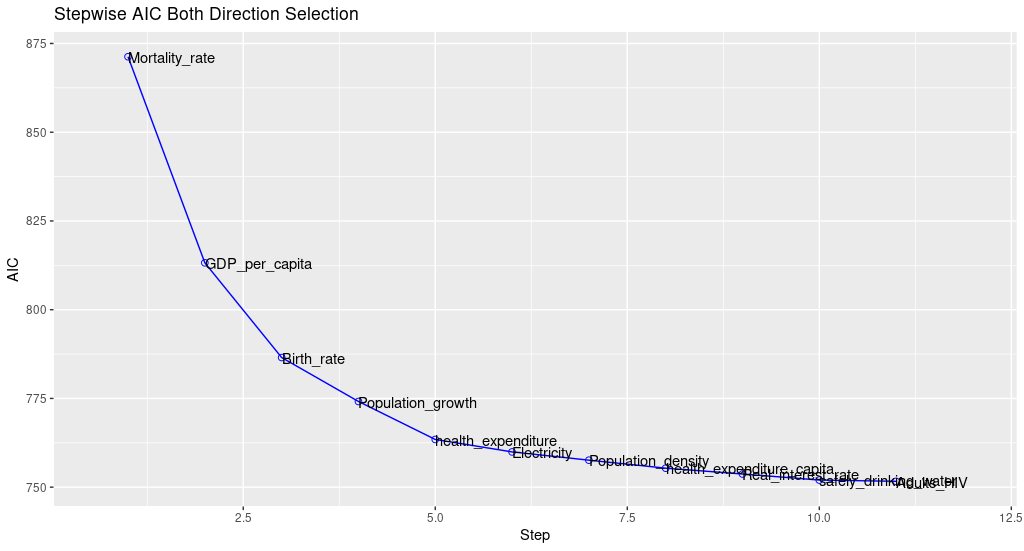 Stepwise AIC Both Direction Selection
875
850
825
800
775
750
AIC
Mortality_rate
GDP_per_capita
Birth_rate
Population_growth
health_expenditure
Electricity
Population_density
health_expenditure_capita
Real_interest_rate
safely_drinking_water
Adults_HIV
2.5
5.0
7.5
10.0
12.5
Step